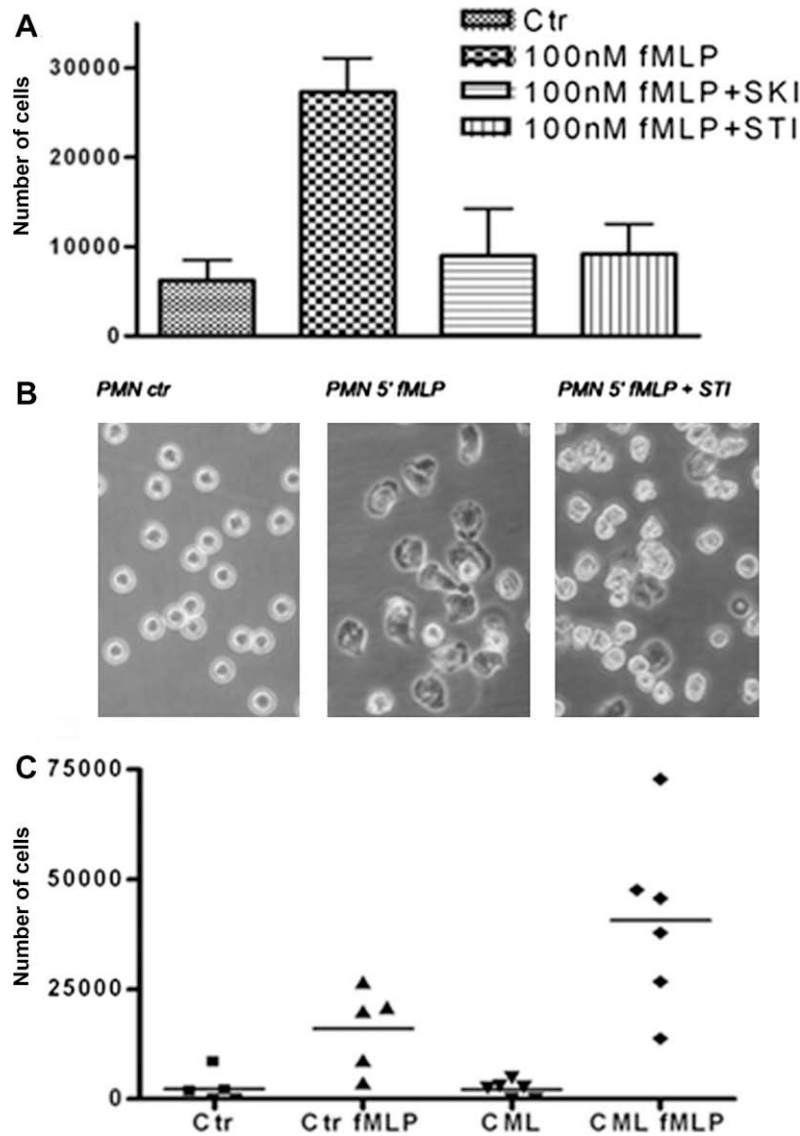 A
Number of cells
30000
20000
10000
0
Ctr
100nM fMLP
100nM fMLP+SKI
100nM fMLP+STI
B
PMN ctr
PMN 5' fMLP
PMN 5' fMLP + STI
C
Number of cells
75000
50000
25000
0
Ctr
Ctr fMLP
CML
CML fMLP